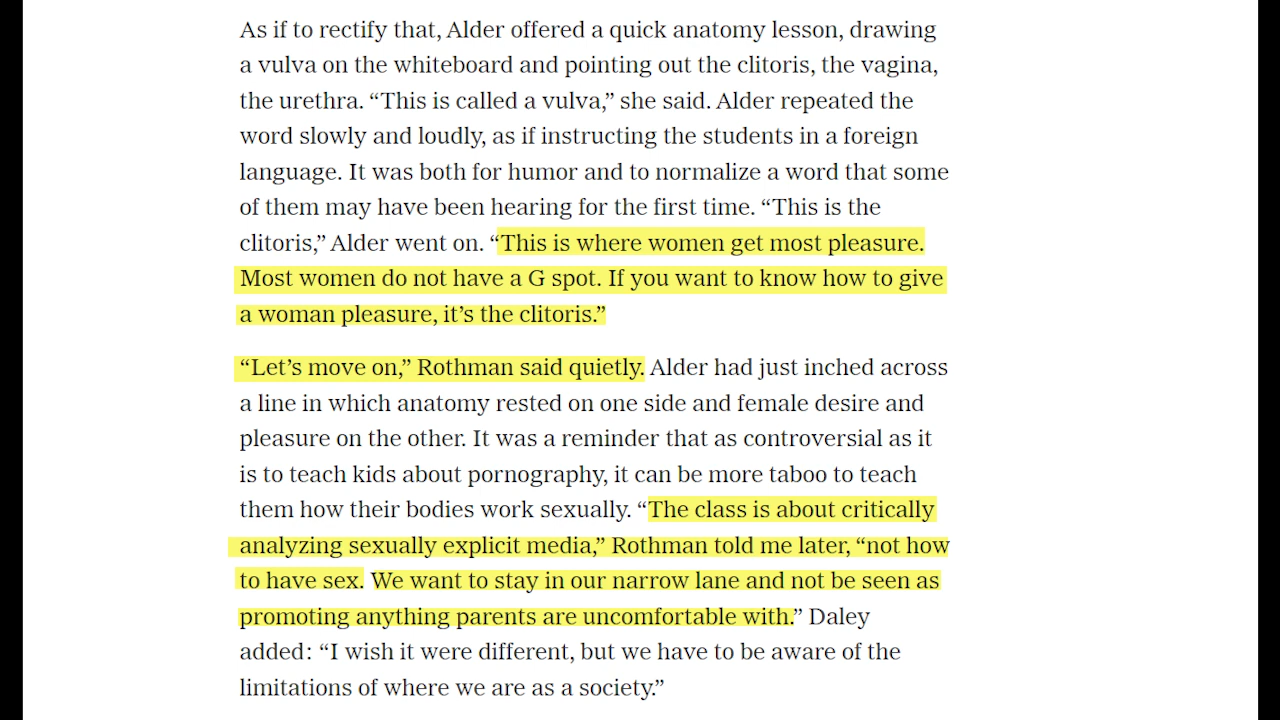 As if to rectify that, Alder offered a quick anatomy lesson, drawing
a vulva on the whiteboard and pointing out the clitoris, the vagina,
the urethra. “This is called a vulva,” she said. Alder repeated the
word slowly and loudly, as if instructing the students in a foreign
language. It was both for humor and to normalize a word that some
of them may have been hearing for the first time. “This is the
clitoris,” Alder went on. “This is where women get most pleasure.
Most women do not have a G spot. If you want to know how to give
a woman pleasure, it’s the clitoris.”
“Let’s move on,” Rothman said quietly. Alder had just inched across
a line in which anatomy rested on one side and female desire and
pleasure on the other. It was a reminder that as controversial as it
is to teach kids about pornography, it can be more taboo to teach
them how their bodies work sexually. “The class is about critically
analyzing sexually explicit media,” Rothman told me later, “not how
to have sex. We want to stay in our narrow lane and not be seen as
promoting anything parents are uncomfortable with.” Daley
added: “I wish it were different, but we have to be aware of the
limitations of where we are as a society.”